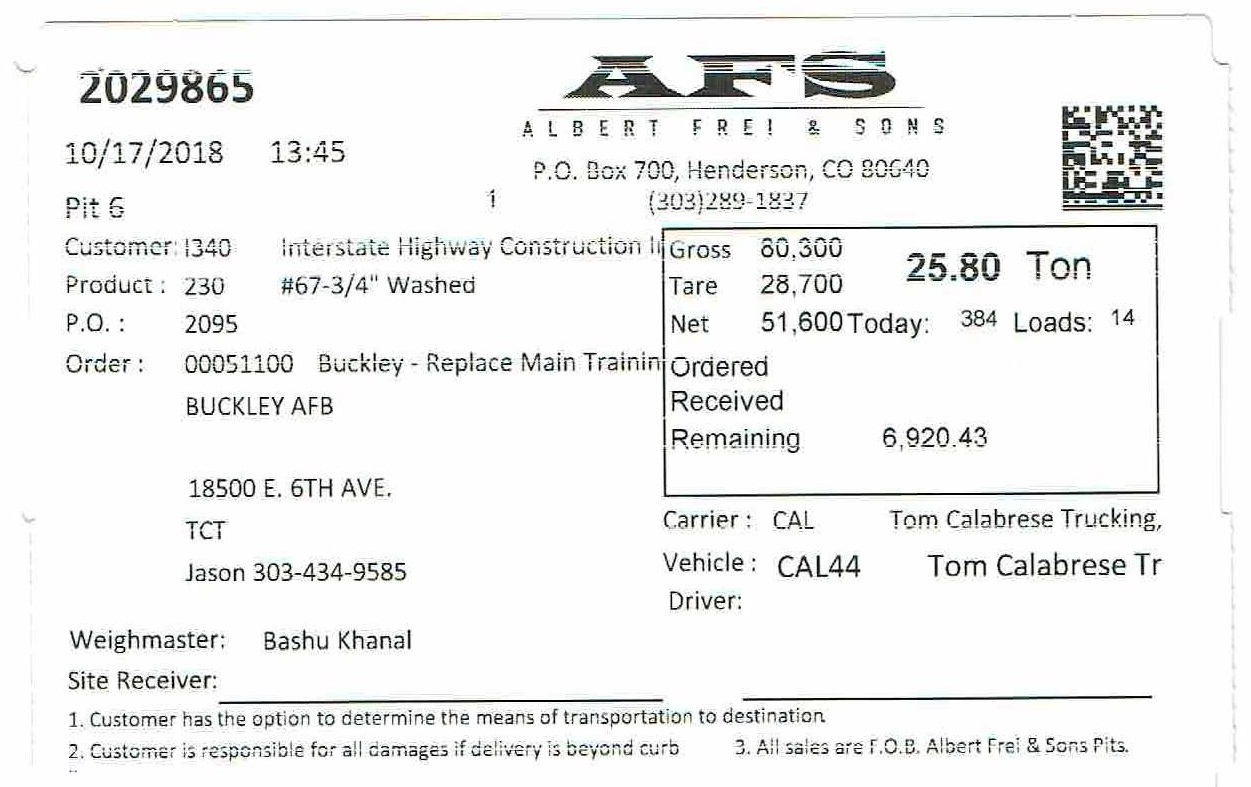 2029865
AFS
ALBERT FREI & SONS
10/17/2018 13:45
P.O. Box 700, Henderson, CO 80640
Pit 6 1 (303)289-1837
Customer: I340 Interstate Highway Construction I
Gross 80,300 25.80 Ton
Product : 230 #67-3/4" Washed
Tare 28,700
P.O. : 2095
Net 51,600 Today: 384 Loads: 14
Order : 00051100 Buckley - Replace Main Trainin
Ordered
BUCKLEY AFB
Received
Remaining 6,920.43
18500 E. 6TH AVE.
Carrier : CAL Tom Calabrese Trucking,
TCT
Vehicle : CAL44 Tom Calabrese Tr
Jason 303-434-9585
Driver:
Weighmaster: Bashu Khanal
Site Receiver:
1. Customer has the option to determine the means of transportation to destination
2. Customer is responsible for all damages if delivery is beyond curb 3. All sales are F.O.B. Albert Frei & Sons Pits.